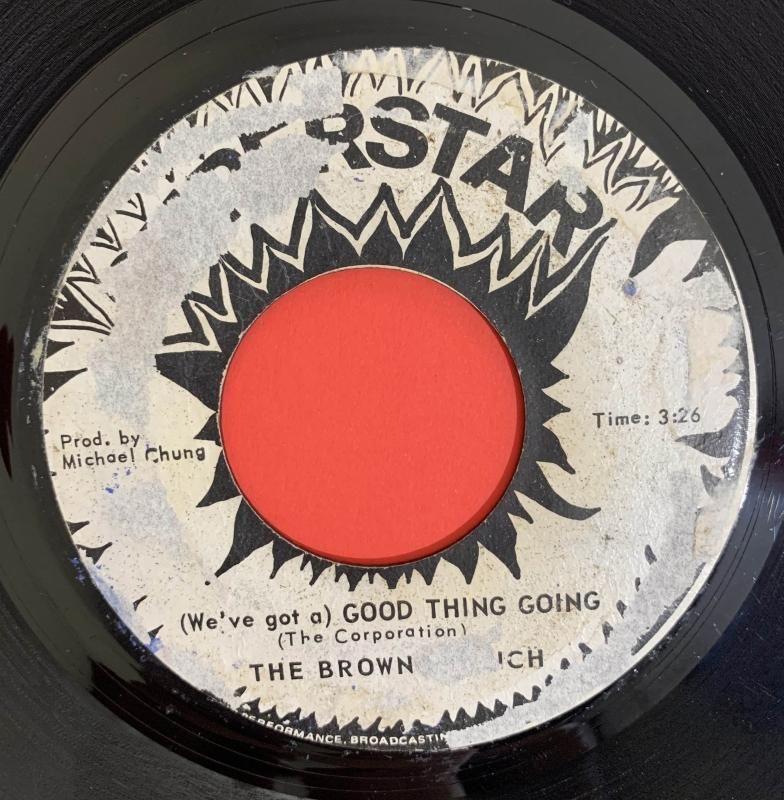 RSTAR
Prod. by
Michael Chung
Time: 3:26
(We've got a) GOOD THING GOING
(The Corporation)
THE BROWN ICH
PERFORMANCE, BROADCASTIN